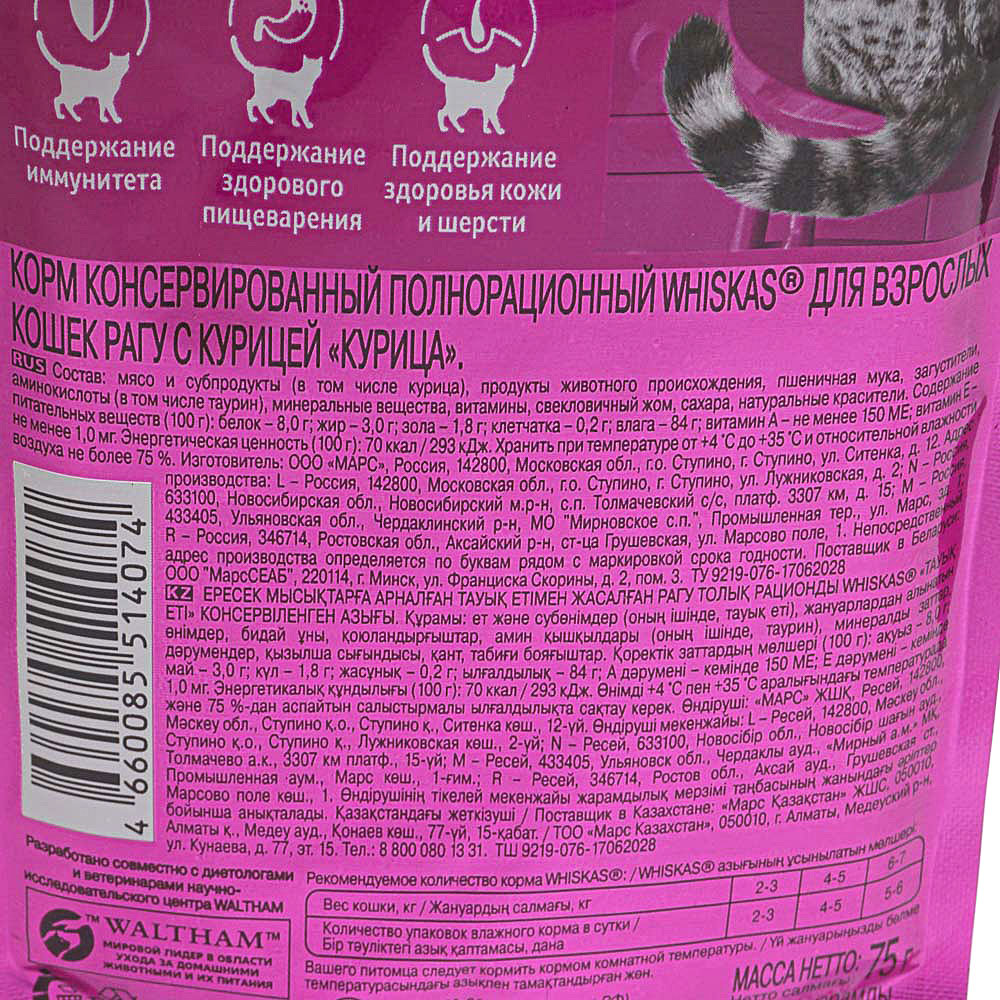 Поддержание иммунитета
Поддержание здорового пищеварения
Поддержание здоровья кожи и шерсти
КОРМ КОНСЕРВИРОВАННЫЙ ПОЛНОРАЦИОННЫЙ WHISKAS® ДЛЯ ВЗРОСЛЫХ
КОШЕК РАГУ С КУРИЦЕЙ «КУРИЦА».
RUS Состав: мясо и субпродукты (в том числе курица), продукты животного происхождения, пшеничная мука, загустители,
аминокислоты (в том числе таурин), минеральные вещества, витамины, свекловичный жом, сахара, натуральные красители. Содержание
питательных веществ (100 г): белок – 8,0 г; жир – 3,0 г; зола – 1,8 г; клетчатка – 0,2 г; влага – 84 г; витамин А – не менее 150 МЕ; витамин Е –
не менее 1,0 мг. Энергетическая ценность (100 г): 70 ккал / 293 кДж. Хранить при температуре от +4 °C до +35 °C и относительной влажности
воздуха не более 75 %. Изготовитель: ООО «МАРС», Россия, 142800, Московская обл., г.о. Ступино, г. Ступино, ул. Ситенка, д. 12. Адрес
производства: L – Россия, 142800, Московская обл., г.о. Ступино, г. Ступино, ул. Лужниковская, д. 2; N – Россия,
633100, Новосибирская обл., Новосибирский м.р-н, с.п. Толмачевский с/с, платф. 3307 км, д. 15; M – Россия,
433405, Ульяновская обл., Чердаклинский р-н, МО "Мирновское с.п.", Промышленная тер., ул. Марс, зд. 1;
R – Россия, 346714, Ростовская обл., Аксайский р-н, ст-ца Грушевская, ул. Марсово поле, 1. Непосредственный
адрес производства определяется по буквам рядом с маркировкой срока годности. Поставщик в Беларуси:
ООО "МарсСЕАБ", 220114, г. Минск, ул. Франциска Скорины, д. 2, пом. 3. ТУ 9219-076-17062028
KZ ЕРЕСЕК МЫСЫҚТАРҒА АРНАЛҒАН ТАУЫҚ ЕТІМЕН ЖАСАЛҒАН РАГУ ТОЛЫҚ РАЦИОНДЫ WHISKAS® «ТАУЫҚ
ЕТІ» КОНСЕРВІЛЕНГЕН АЗЫҒЫ. Құрамы: ет және субөнімдер (оның ішінде, тауық еті), жануарлардан алынатын
өнімдер, бидай ұны, қоюландырғыштар, амин қышқылдары (оның ішінде, таурин), минералды заттар,
дәрумендер, қызылша сығындысы, қант, табиғи бояғыштар. Қоректік заттардың мөлшері (100 г): ақуыз – 8,0 г;
май – 3,0 г; күл – 1,8 г; жасұнық – 0,2 г; ылғалдылық – 84 г; А дәрумені – кемінде 150 МЕ; Е дәрумені – кемінде
1,0 мг. Энергетикалық құндылығы (100 г): 70 ккал / 293 кДж. Өнімді +4 °C пен +35 °C аралығындағы температурада
және 75 %-дан аспайтын салыстырмалы ылғалдылықта сақтау керек. Өндіруші: «МАРС» ЖШҚ, Ресей, 142800,
Мәскеу обл., Ступино қ.о., Ступино к., Ситенка көш., 12-үй. Өндіруші мекенжайы: L – Ресей, 142800, Мәскеу обл.,
Ступино қ.о., Ступино к., Лужниковская көш., 2-үй; N – Ресей, 633100, Новосібір обл., Новосібір шағын ауд.,
Толмачево а.к., 3307 км платф., 15-үй; M – Ресей, 433405, Ульяновск обл., Чердаклы ауд., «Мирный а.м.» МҚ,
Промышленная аум., Марс көш., 1-ғим.; R – Ресей, 346714, Ростов обл., Аксай ауд., Грушевская ст.,
Марсово поле көш., 1. Өндірушінің тікелей мекенжайы жарамдылық мерзімі таңбасының жанындағы әріптер
бойынша анықталады. Қазақстандағы жеткізуші / Поставщик в Казахстане: «Марс Қазақстан» ЖШС, 050010,
Алматы қ., Медеу ауд., Қонаев көш., 77-үй, 15-қабат. / ТОО «Марс Казахстан», 050010, г. Алматы, Медеуский р-н,
ул. Кунаева, д. 77, эт. 15. Тел.: 8 800 080 13 31. ТШ 9219-076-17062028
4 660085 514074
Разработано совместно с диетологами
и ветеринарами научно-
исследовательского центра WALTHAM
WALTHAM™
МИРОВОЙ ЛИДЕР В ОБЛАСТИ
УХОДА ЗА ДОМАШНИМИ
ЖИВОТНЫМИ И ИХ ПИТАНИЯ
Рекомендуемое количество корма WHISKAS®: / WHISKAS® азығының ұсынылатын мөлшері:
Вес кошки, кг / Жануардың салмағы, кг 2-3 4-5 6-7
Количество упаковок влажного корма в сутки /
Бір тәуліктегі азық қаптамасы, дана 2-3 4-5 5-6
Вашего питомца следует кормить кормом комнатной температуры. / Үй жануарыңызды бөлме
температурасындағы азықпен тамақтандырған жөн.
МАССА НЕТТО: 75 г